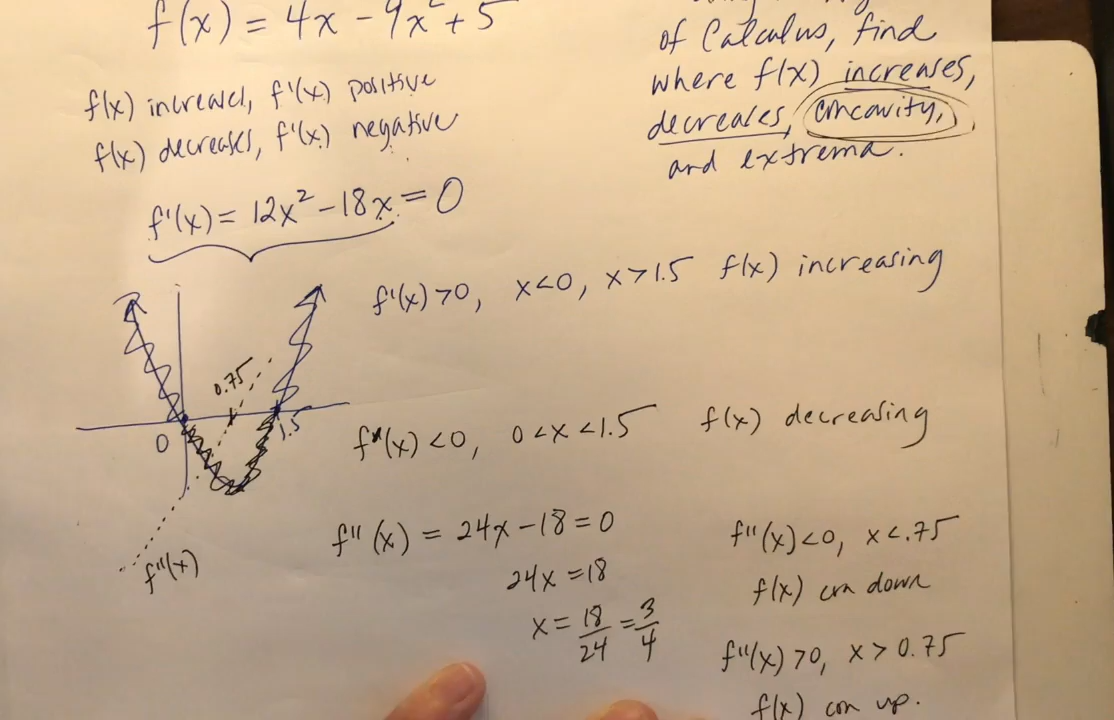 f(x) = 4x - 9x² + 5
of Calculus, find
where f(x) increases,
decreases, concavity,
and extrema.
f(x) increases, f'(x) positive
f(x) decreases, f'(x) negative
f'(x) = 12x² - 18x = 0
f'(x) > 0, x < 0, x > 1.5 f(x) increasing
0.75
0
1.5
f'(x) < 0, 0 < x < 1.5 f(x) decreasing
f''(x)
f''(x) = 24x - 18 = 0
24x = 18
x = 18/24 = 3/4
f''(x) < 0, x < .75
f(x) con down
f''(x) > 0, x > 0.75
f(x) con up.